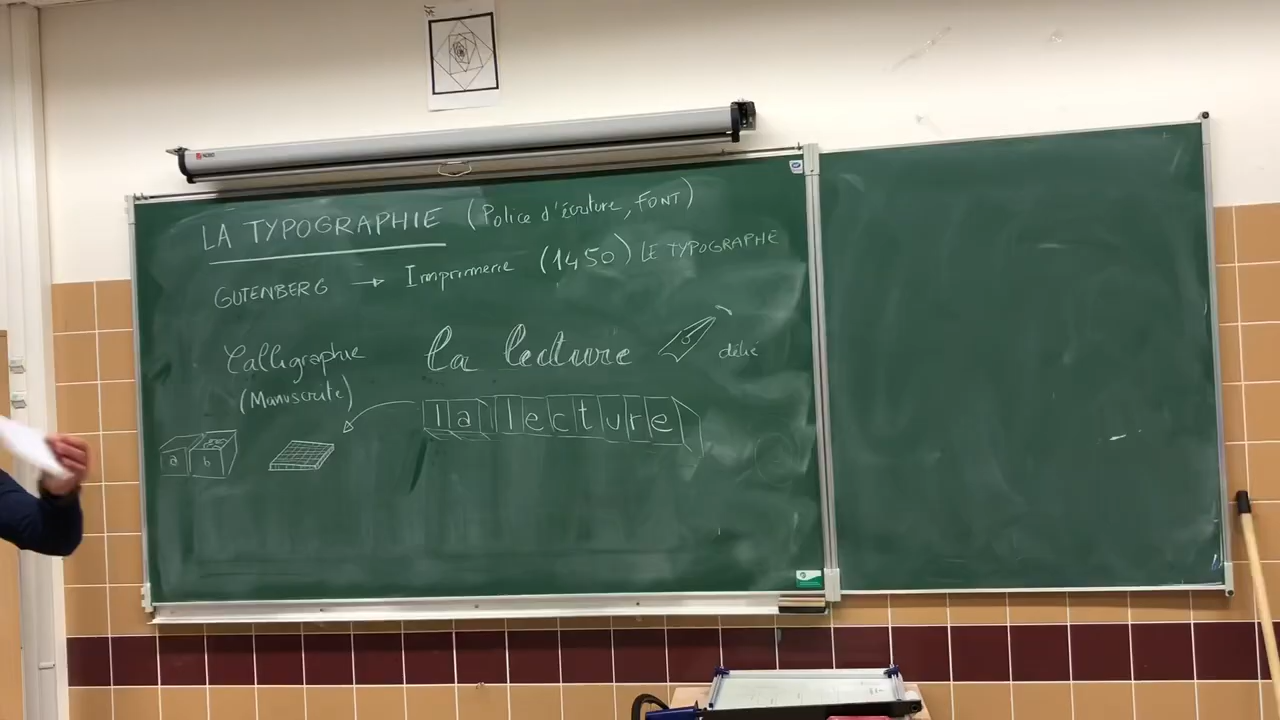 LA TYPOGRAPHIE (Police d'écriture, FONT)
GUTENBERG → Imprimerie (1450) LE TYPOGRAPHE
Calligraphie la lecture délié
(Manuscrite)
la lecture
a b